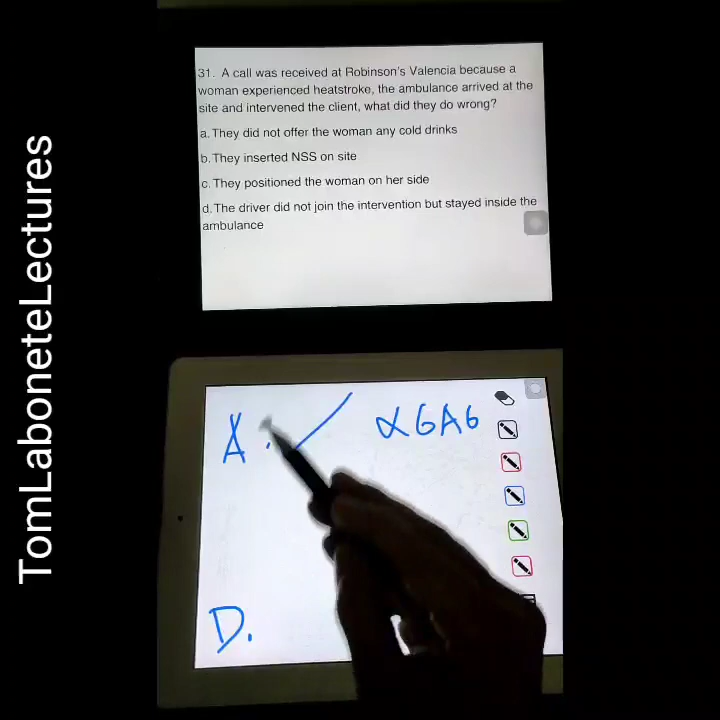 TomLaboneteLectures
31. A call was received at Robinson's Valencia because a
woman experienced heatstroke, the ambulance arrived at the
site and intervened the client, what did they do wrong?
a. They did not offer the woman any cold drinks
b. They inserted NSS on site
c. They positioned the woman on her side
d. The driver did not join the intervention but stayed inside the
ambulance
A.
D.